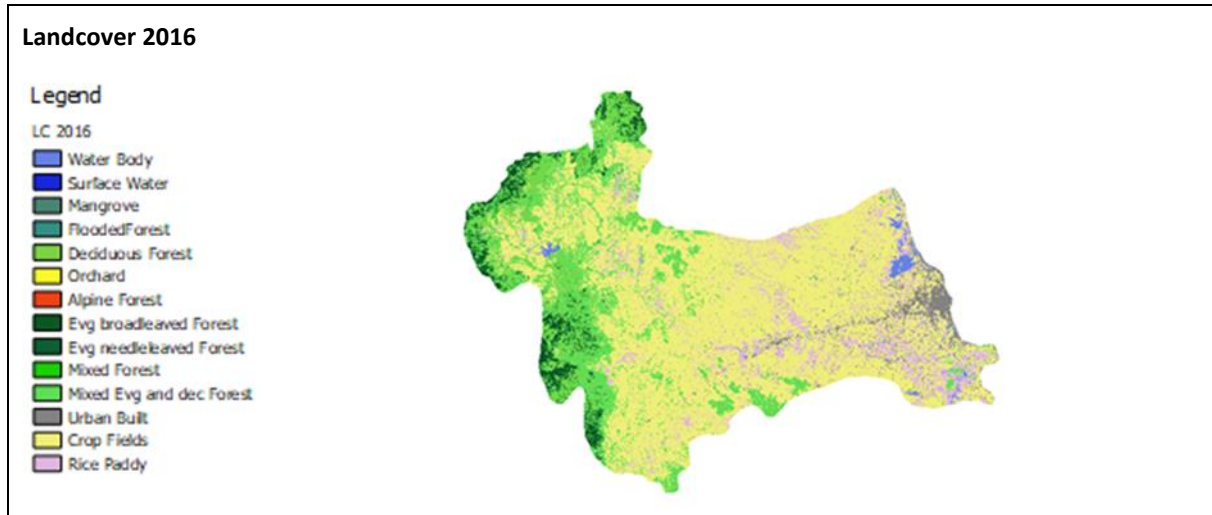 Landcover 2016
Legend
LC 2016
Water Body
Surface Water
Mangrove
FloodedForest
Deciduous Forest
Orchard
Alpine Forest
Evg broadleaved Forest
Evg needleleaved Forest
Mixed Forest
Mixed Evg and dec Forest
Urban Built
Crop Fields
Rice Paddy